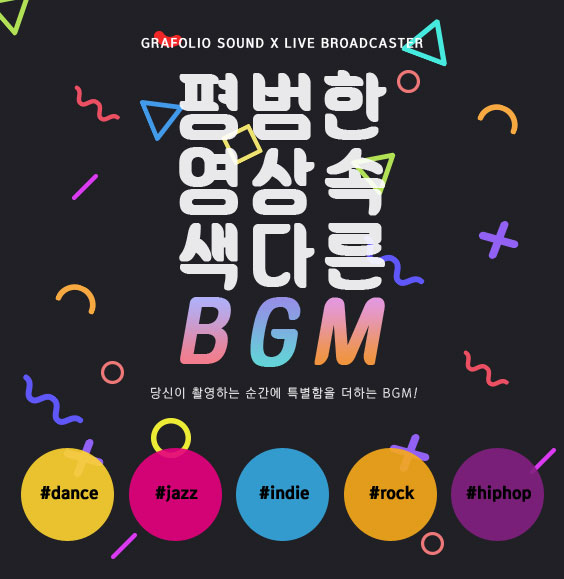 GRAFOLIO SOUND X LIVE BROADCASTER
평범한
영상속
색다른
BGM
당신이 촬영하는 순간에 특별함을 더하는 BGM!
#dance #jazz #indie #rock #hiphop